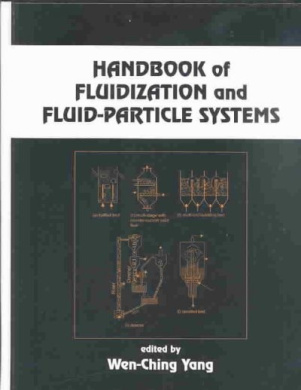 HANDBOOK of
FLUIDIZATION and
FLUID-PARTICLE SYSTEMS
edited by
Wen-Ching Yang